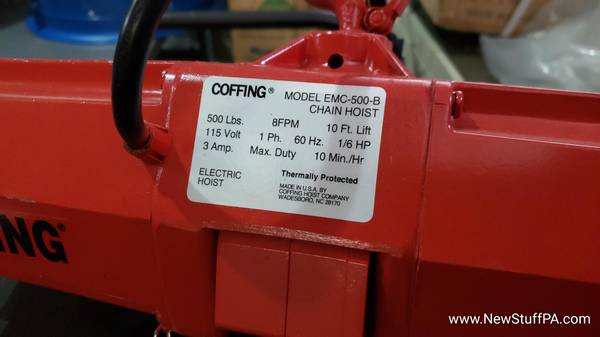 COFFING® MODEL EMC-500-B
CHAIN HOIST
500 Lbs. 8FPM 10 Ft. Lift
115 Volt 1 Ph. 60 Hz. 1/6 HP
3 Amp. Max. Duty 10 Min./Hr
ELECTRIC
HOIST
Thermally Protected
MADE IN U.S.A. BY
COFFING HOIST COMPANY
WADESBORO, NC 28170
ING®
www.NewStuffPA.com